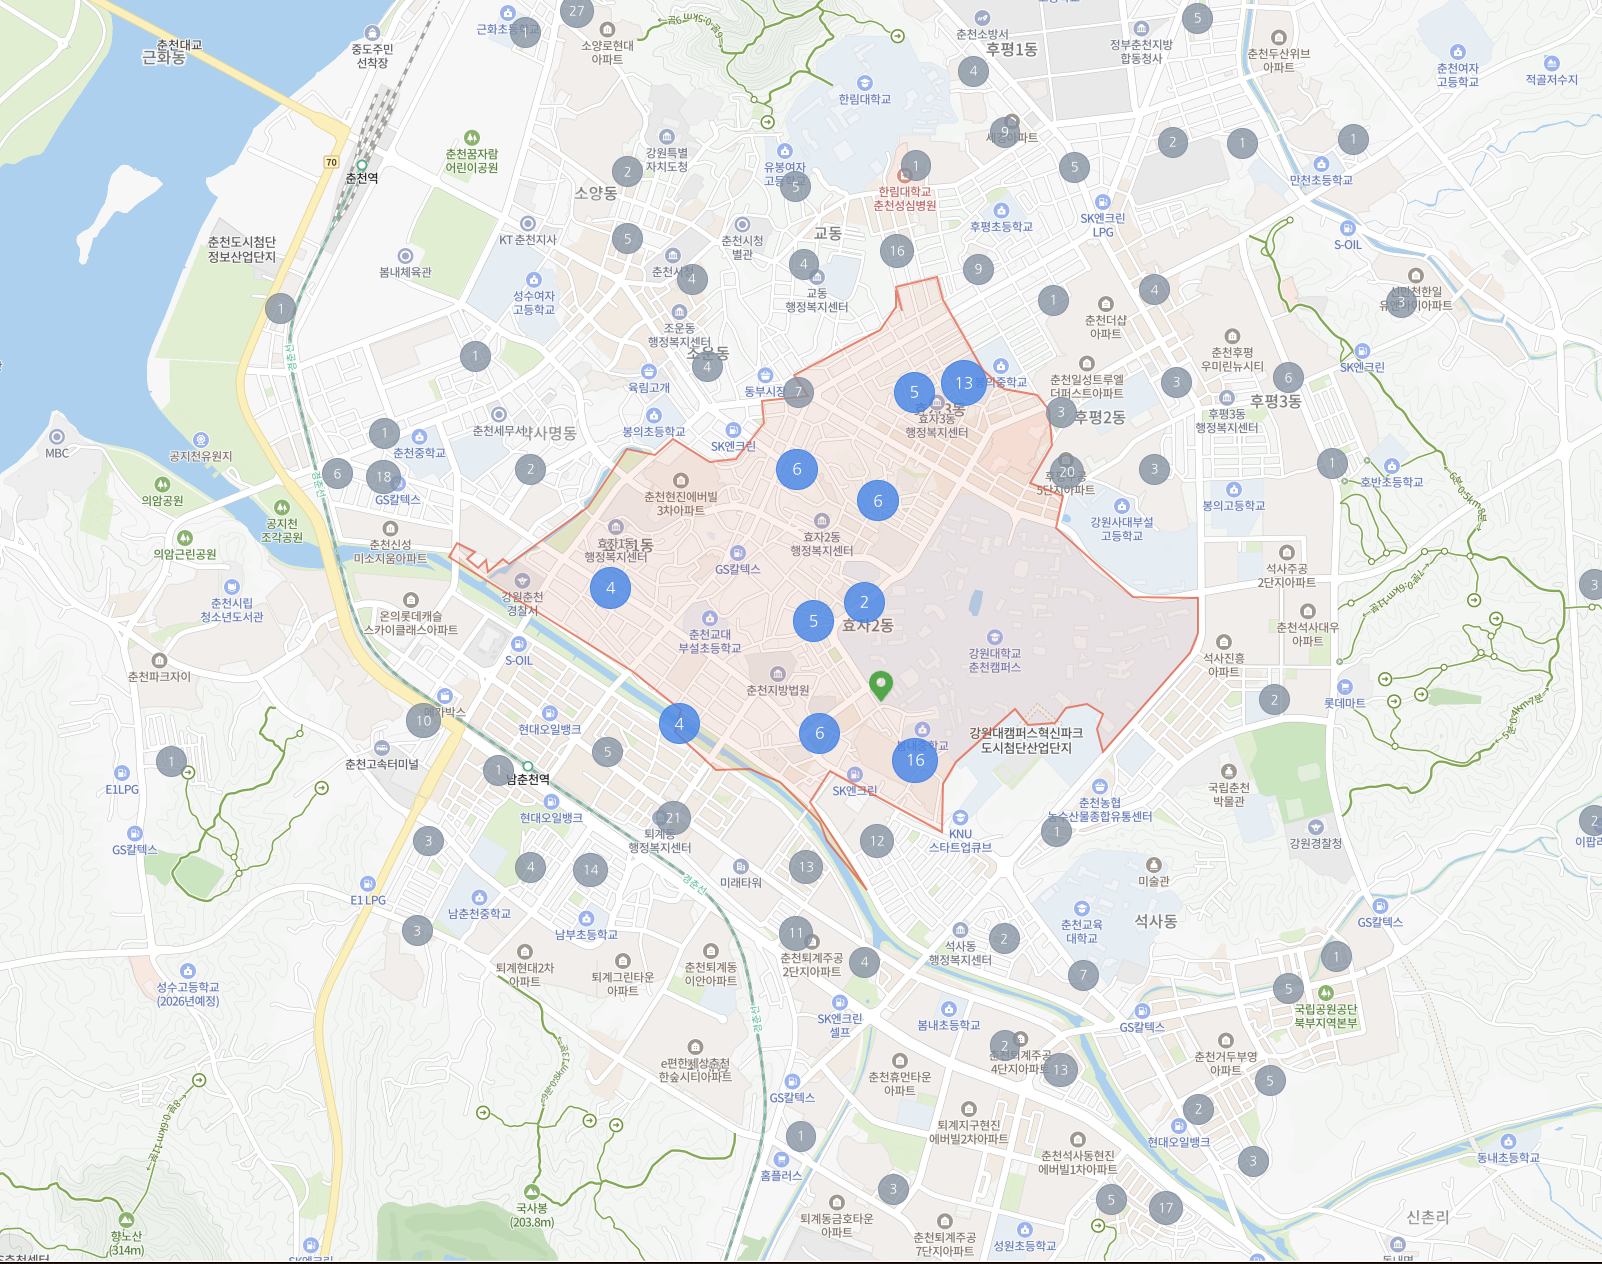 27
근화초등학교
1
춘천대교
근화동
중도주민
선착장
소양로현대
아파트
춘천소방서
후평1동
4
5
정부춘천지방
합동청사
춘천두산위브
아파트
춘천여자
고등학교
적골저수지
한림대학교
70
춘천역
춘천꿈자람
어린이공원
강원특별
자치도청
유봉여자
고등학교
5
2
소양동
9
세경아파트
1
한림대학교
춘천성심병원
5
2
1
1
만천초등학교
SK엔크린
LPG
후평초등학교
S-OIL
춘천도시첨단
정보산업단지
KT 춘천지사
봄내체육관
5
춘천시청
별관
교동
16
4
교동
행정복지센터
9
4
성수여자
고등학교
조운동
행정복지센터
1
4
춘천더샵
아파트
3
1
경춘선
1
4
육림고개
동부시장
7
5
13
춘천일성트루엘
더퍼스트아파트
3
후평2동
3
춘천후평
우미린뉴시티
6
후평3동
후평3동
행정복지센터
SK엔크린
효자3동
행정복지센터
MBC
공지천유원지
1
춘천중학교
춘천세무서
약사명동
봉의초등학교
SK엔크린
6
18
GS칼텍스
2
6
6
20
5단지아파트
3
1
호반초등학교
봉의고등학교
의암공원
공지천
조각공원
의암근린공원
춘천신성
미소지움아파트
춘천현진에버빌
3차아파트
효자1동
행정복지센터
효자2동
행정복지센터
GS칼텍스
강원사대부설
고등학교
석사주공
2단지아파트
춘천시립
청소년도서관
온의롯데캐슬
스카이클래스아파트
강원춘천
경찰서
4
5
2
효자2동
춘천교대
부설초등학교
강원대학교
춘천캠퍼스
춘천석사대우
아파트
3
S-OIL
춘천파크자이
춘천지방법원
석사진흥
아파트
2
롯데마트
메가박스
10
현대오일뱅크
4
6
16
강원대캠퍼스혁신파크
도시첨단산업단지
춘천고속터미널
1
E1LPG
1
남춘천역
5
SK엔크린
국립춘천
박물관
춘천농협
농수산물종합유통센터
1
현대오일뱅크
21
행정복지센터
12
KNU
스타트업큐브
강원경찰청
2
GS칼텍스
3
4
14
미래타워
13
경춘선
미술관
E1 LPG
남춘천중학교
3
남부초등학교
11
춘천퇴계주공
2단지아파트
4
석사동
행정복지센터
2
춘천교육
대학교
석사동
GS칼텍스
1
성수고등학교
(2026년예정)
퇴계현대2차
아파트
퇴계그린타운
아파트
춘천퇴계동
이안아파트
7
5
국립공원공단
북부지역본부
경춘선
SK엔크린
셀프
봄내초등학교
GS칼텍스
2
춘천퇴계주공
4단지아파트
13
춘천거두부영
아파트
e편한세상춘천
한숲시티아파트
춘천휴먼타운
아파트
5
GS칼텍스
2
퇴계지구현진
에버빌2차아파트
현대오일뱅크
1
홈플러스
춘천석사동현진
에버빌1차아파트
3
동내초등학교
3
국사봉
(203.8m)
향노산
(314m)
퇴계동금호타운
아파트
춘천퇴계주공
7단지아파트
성원초등학교
5
17
신촌리